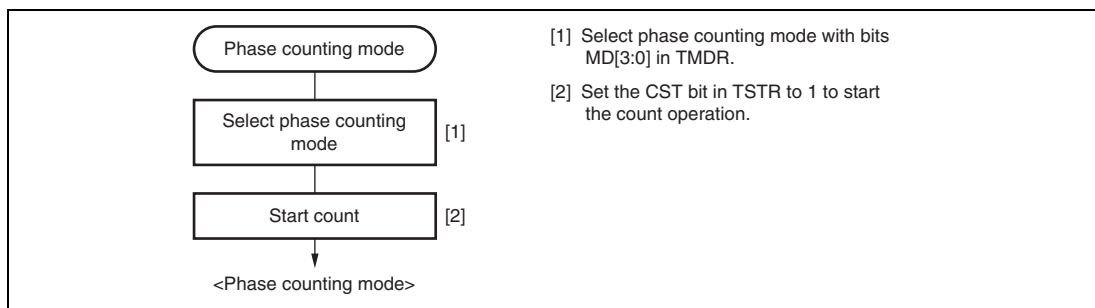 Phase counting mode
Select phase counting
mode
[1]
Start count
[2]
<Phase counting mode>
[1] Select phase counting mode with bits
MD[3:0] in TMDR.
[2] Set the CST bit in TSTR to 1 to start
the count operation.